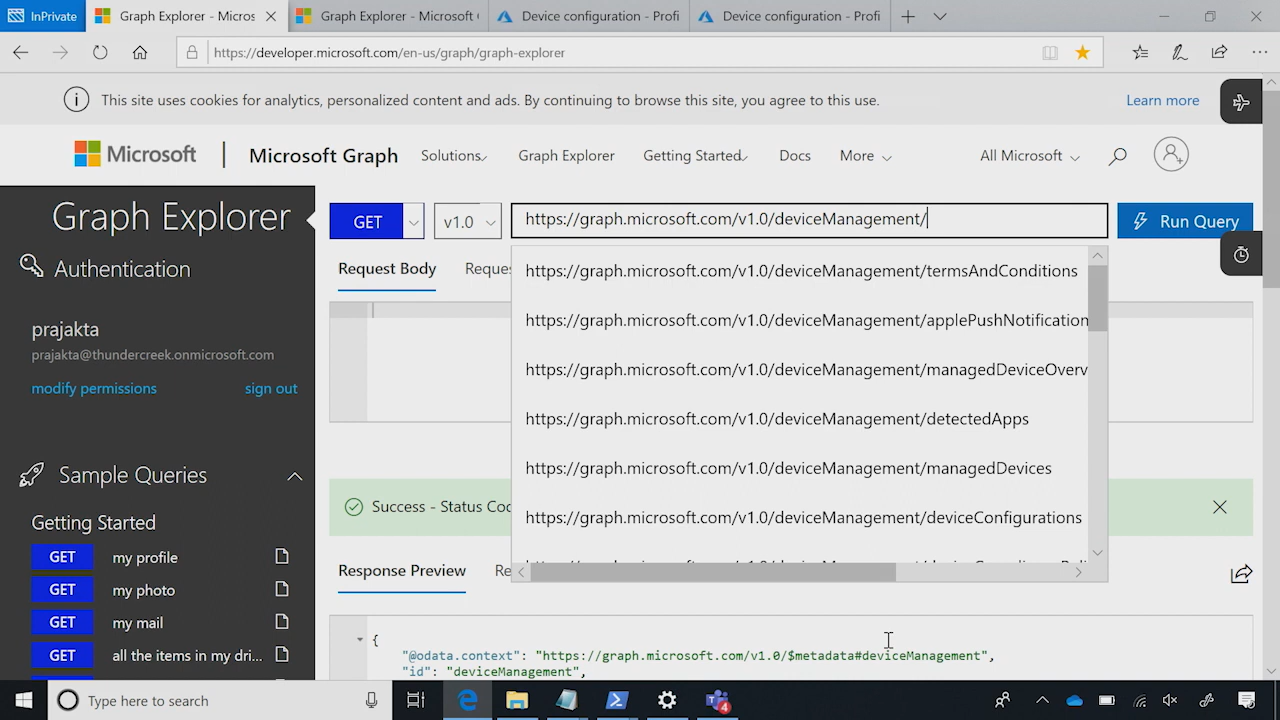 InPrivate
Graph Explorer - Micros
Graph Explorer - Microsoft
Device configuration - Profi
Device configuration - Profi
https://developer.microsoft.com/en-us/graph/graph-explorer
This site uses cookies for analytics, personalized content and ads. By continuing to browse this site, you agree to this use.
Learn more
Microsoft
Microsoft Graph
Solutions
Graph Explorer
Getting Started
Docs
More
All Microsoft
Graph Explorer
GET
v1.0
https://graph.microsoft.com/v1.0/deviceManagement/
Run Query
Authentication
Request Body
Reques
https://graph.microsoft.com/v1.0/deviceManagement/termsAndConditions
https://graph.microsoft.com/v1.0/deviceManagement/applePushNotification
https://graph.microsoft.com/v1.0/deviceManagement/managedDeviceOverv
https://graph.microsoft.com/v1.0/deviceManagement/detectedApps
https://graph.microsoft.com/v1.0/deviceManagement/managedDevices
https://graph.microsoft.com/v1.0/deviceManagement/deviceConfigurations
prajakta
prajakta@thundercreek.onmicrosoft.com
modify permissions
sign out
Sample Queries
Getting Started
GET my profile
GET my photo
GET my mail
GET all the items in my dri...
Success - Status Coc
Response Preview
Re
{
"@odata.context": "https://graph.microsoft.com/v1.0/$metadata#deviceManagement",
"id": "deviceManagement",
Type here to search
4